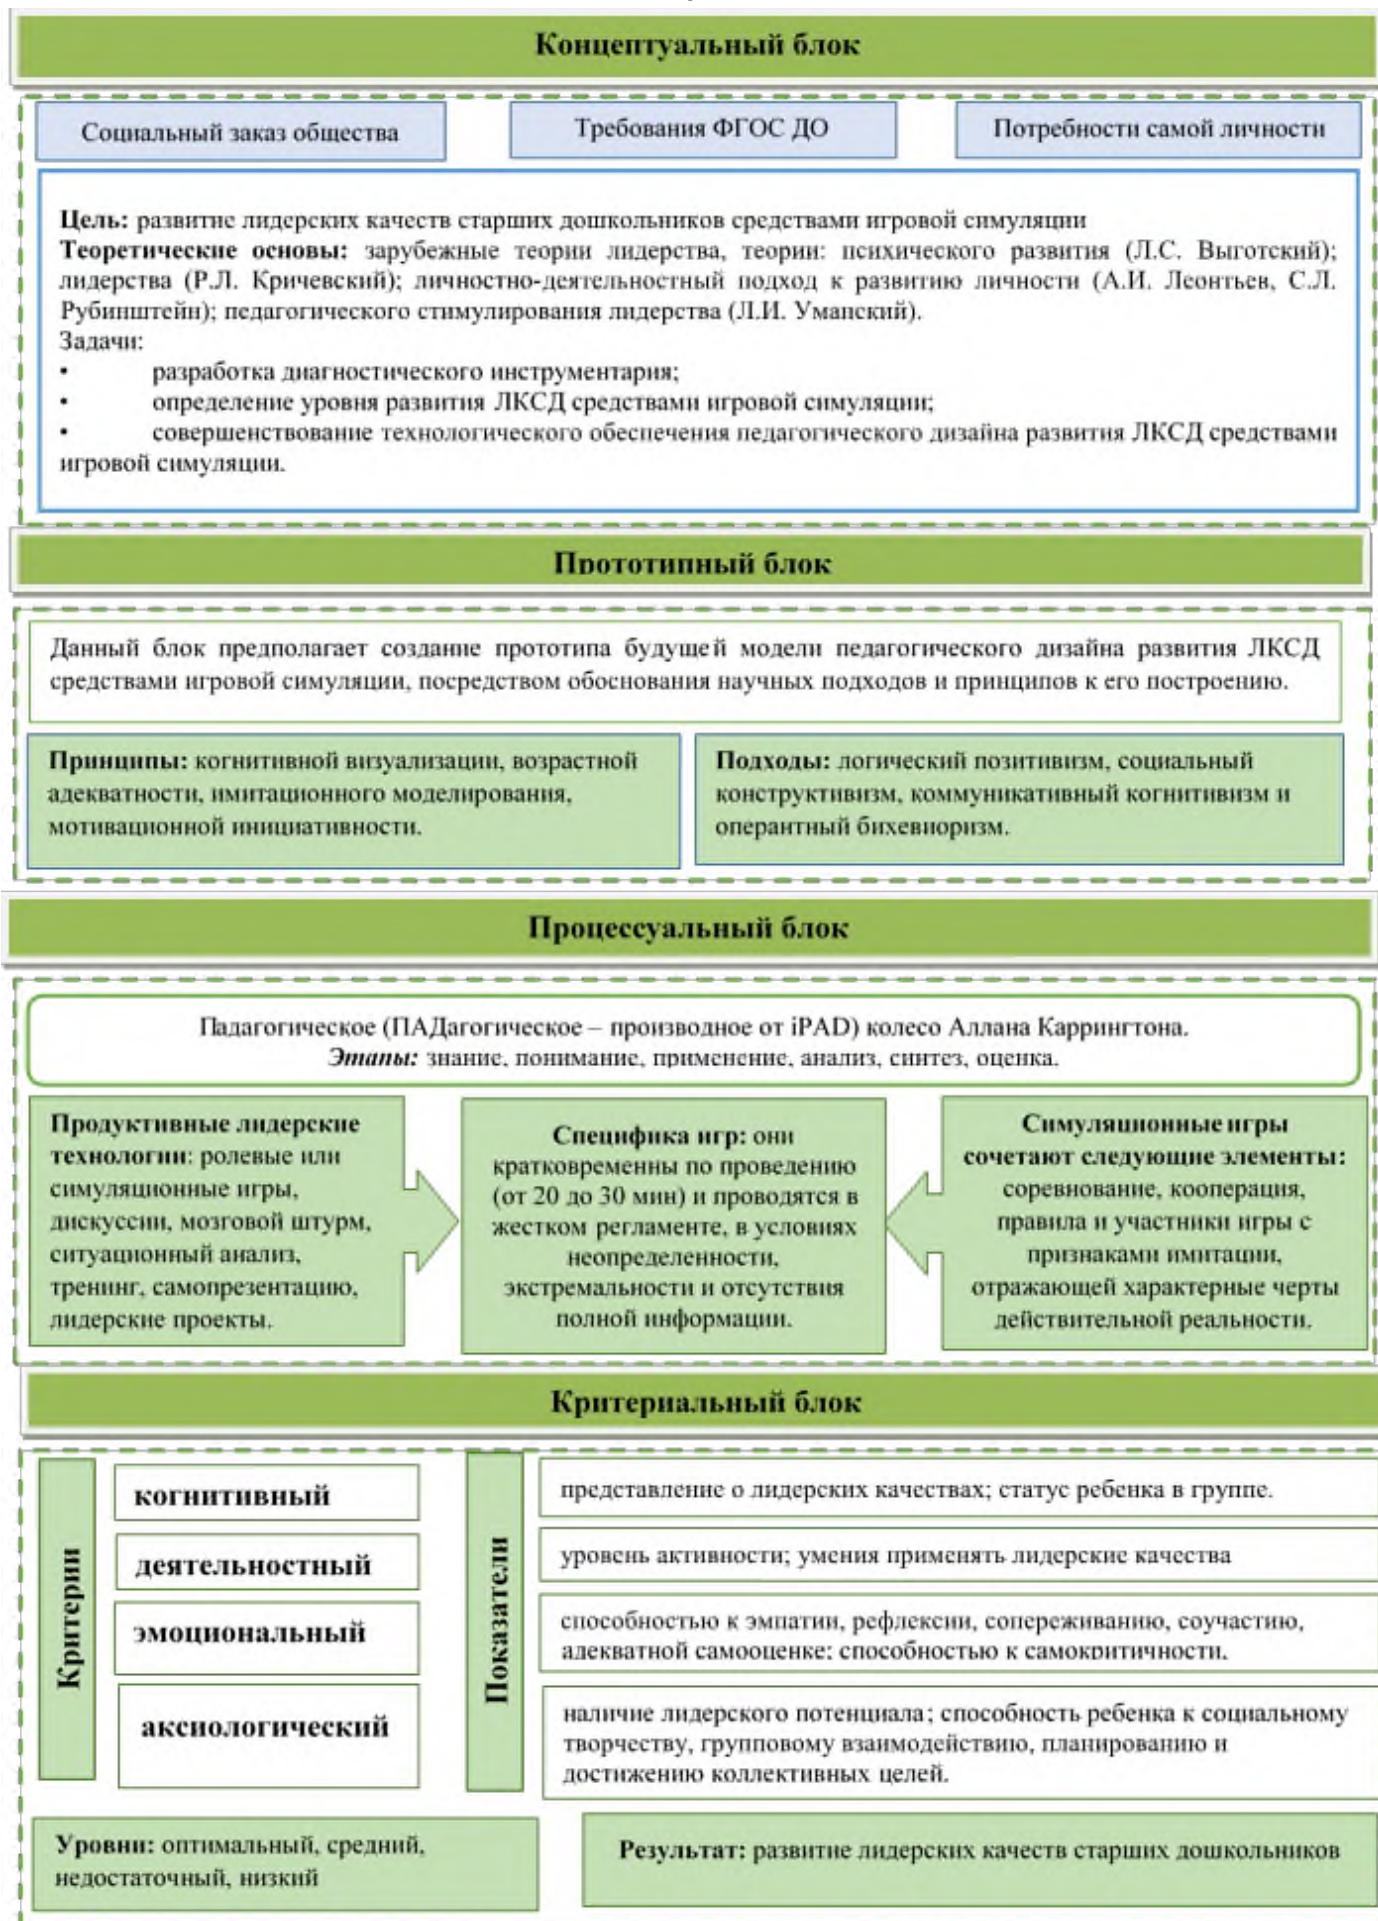 Концептуальный блок
Социальный заказ общества
Требования ФГОС ДО
Потребности самой личности
Цель: развитие лидерских качеств старших дошкольников средствами игровой симуляции
Теоретические основы: зарубежные теории лидерства, теории: психического развития (Л.С. Выготский);
лидерства (Р.Л. Кричевский); личностно-деятельностный подход к развитию личности (А.И. Леонтьев, С.Л.
Рубинштейн); педагогического стимулирования лидерства (Л.И. Уманский).
Задачи:
• разработка диагностического инструментария;
• определение уровня развития ЛКСД средствами игровой симуляции;
• совершенствование технологического обеспечения педагогического дизайна развития ЛКСД средствами
игровой симуляции.
Прототипный блок
Данный блок предполагает создание прототипа будущей модели педагогического дизайна развития ЛКСД
средствами игровой симуляции, посредством обоснования научных подходов и принципов к его построению.
Принципы: когнитивной визуализации, возрастной
адекватности, имитационного моделирования,
мотивационной инициативности.
Подходы: логический позитивизм, социальный
конструктивизм, коммуникативный когнитивизм и
оперантный бихевиоризм.
Процессуальный блок
Падагогическое (ПАДагогическое – производное от iPAD) колесо Аллана Каррингтона.
Этапы: знание, понимание, применение, анализ, синтез, оценка.
Продуктивные лидерские
технологии: ролевые или
симуляционные игры,
дискуссии, мозговой штурм,
ситуационный анализ,
тренинг, самопрезентацию,
лидерские проекты.
Специфика игр: они
кратковременны по проведению
(от 20 до 30 мин) и проводятся в
жестком регламенте, в условиях
неопределенности,
экстремальности и отсутствия
полной информации.
Симуляционные игры
сочетают следующие элементы:
соревнование, кооперация,
правила и участники игры с
признаками имитации,
отражающей характерные черты
действительной реальности.
Критериальный блок
Критерии
когнитивный
деятельностный
эмоциональный
аксиологический
Показатели
представление о лидерских качествах; статус ребенка в группе.
уровень активности; умения применять лидерские качества
способностью к эмпатии, рефлексии, сопереживанию, соучастию,
адекватной самооценке; способностью к самокритичности.
наличие лидерского потенциала; способность ребенка к социальному
творчеству, групповому взаимодействию, планированию и
достижению коллективных целей.
Уровни: оптимальный, средний,
недостаточный, низкий
Результат: развитие лидерских качеств старших дошкольников